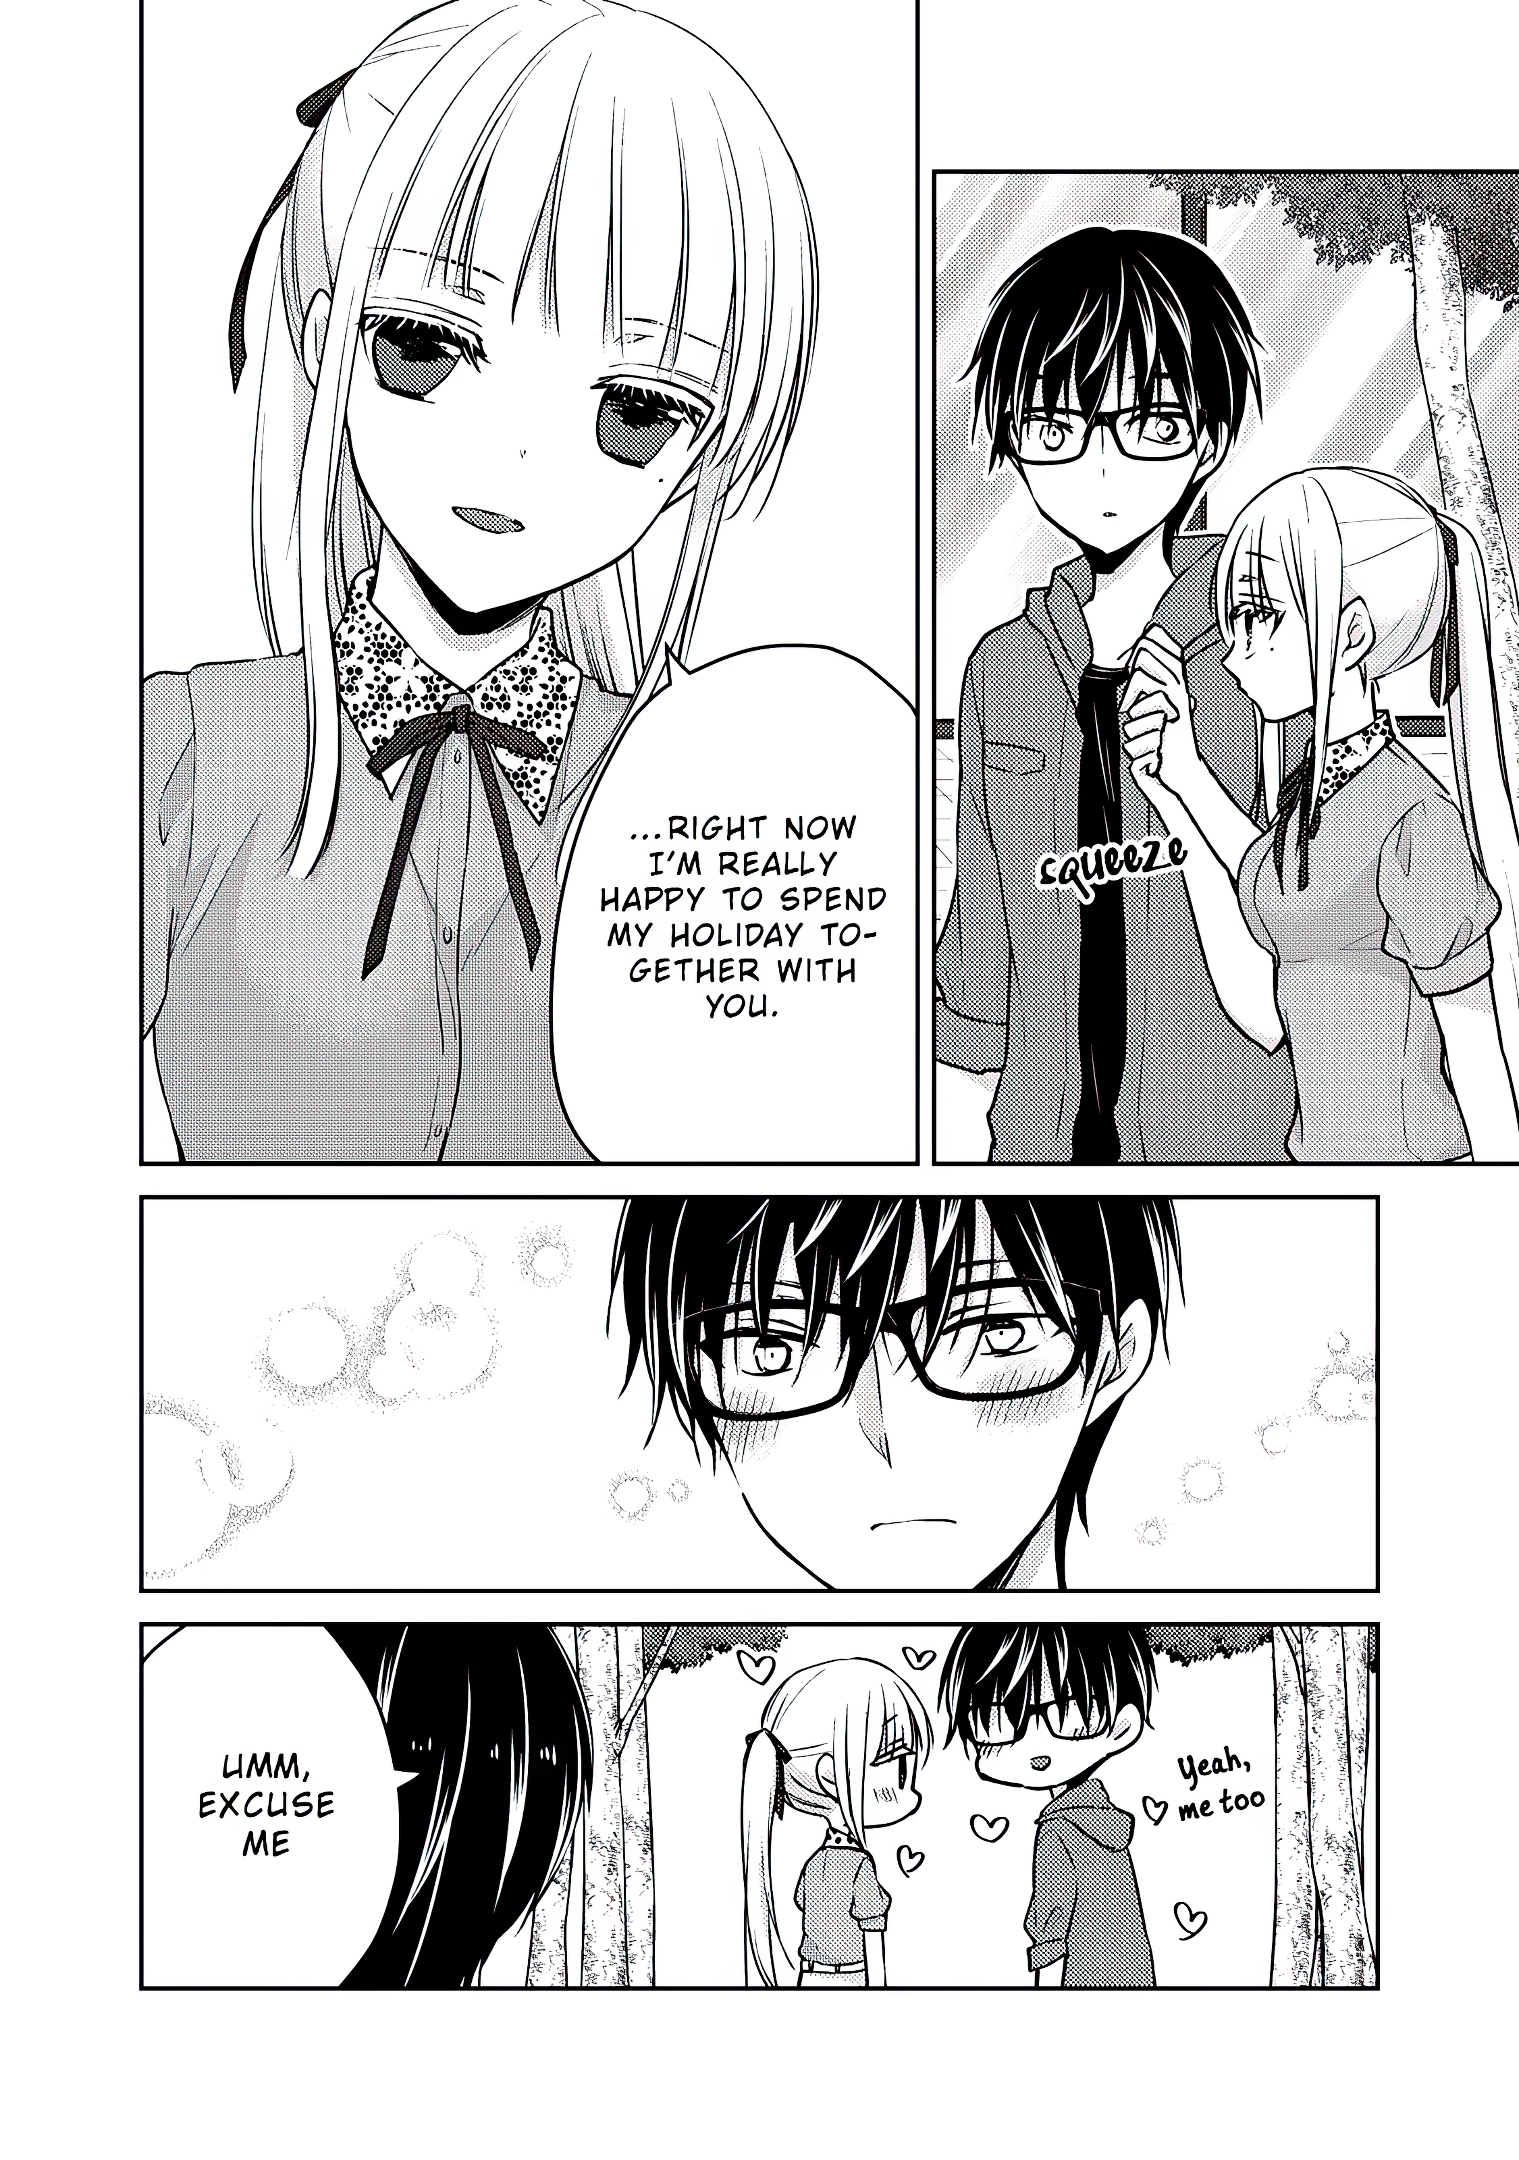 squeeze
...RIGHT NOW
I'M REALLY
HAPPY TO SPEND
MY HOLIDAY TO-
GETHER WITH
YOU.
Yeah,
me too
UMM,
EXCUSE
ME